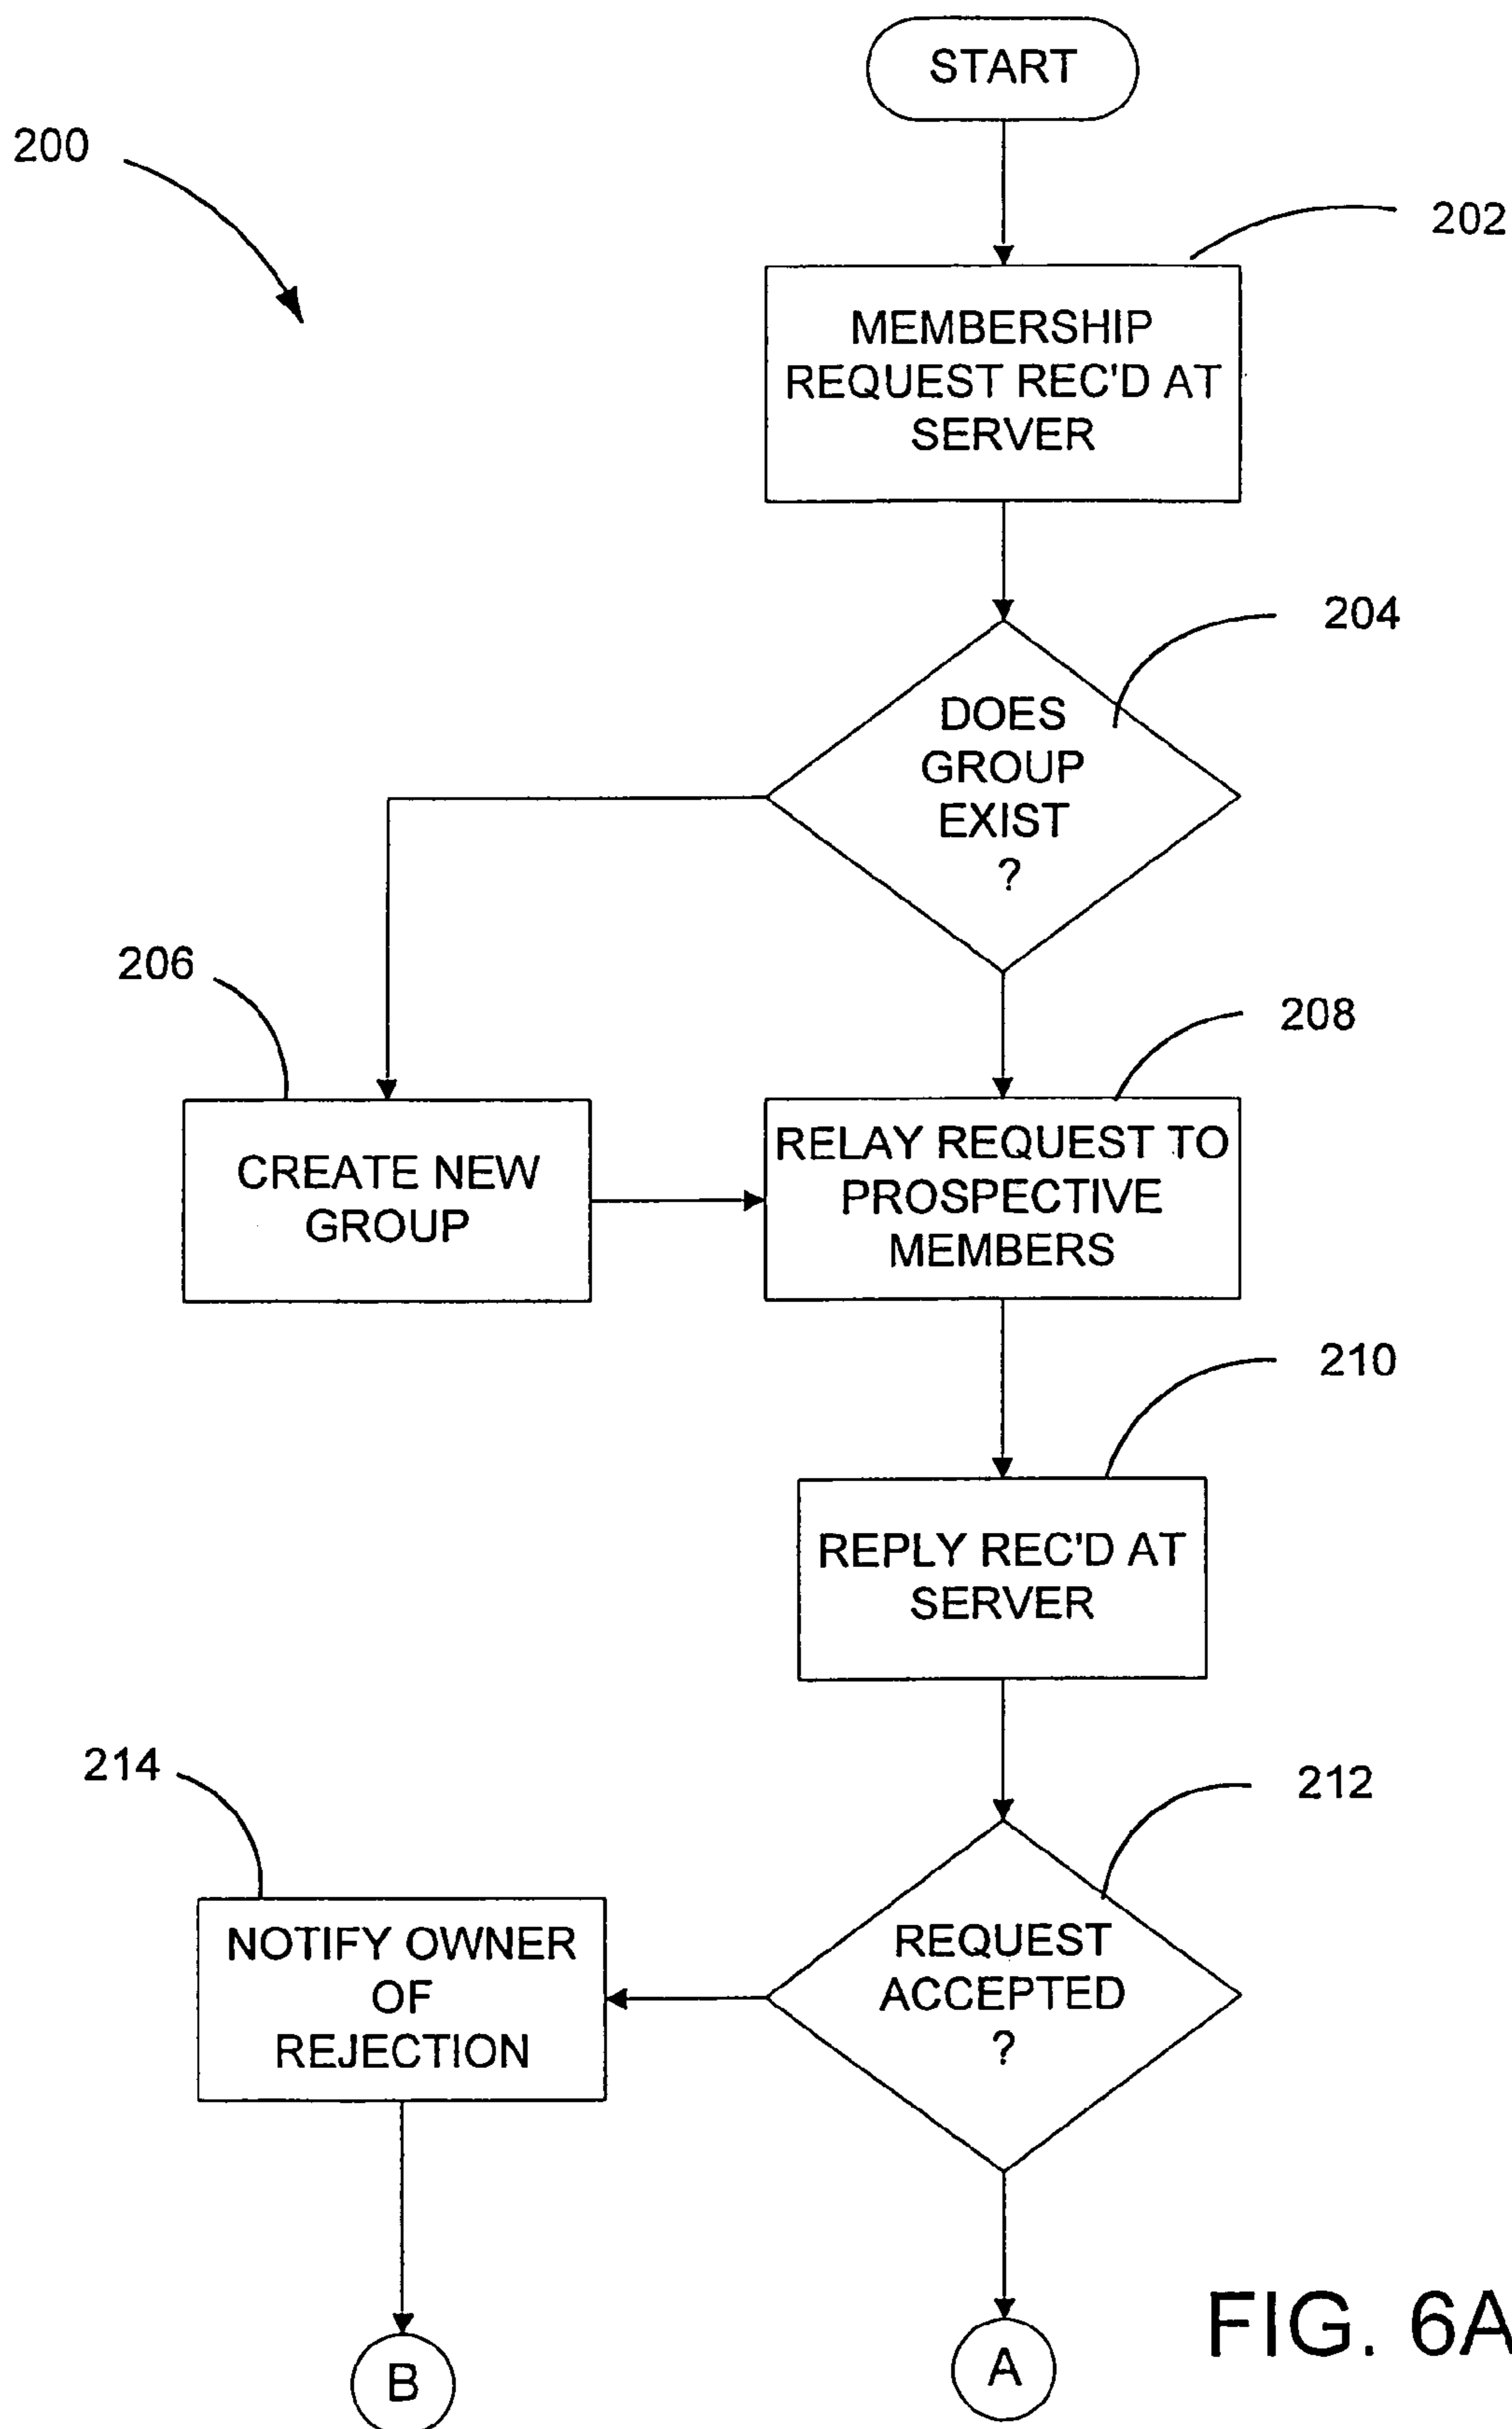 START
200
202
MEMBERSHIP
REQUEST REC'D AT
SERVER
204
DOES
GROUP
EXIST
?
206
208
CREATE NEW
GROUP
RELAY REQUEST TO
PROSPECTIVE
MEMBERS
210
REPLY REC'D AT
SERVER
214
212
NOTIFY OWNER
OF
REJECTION
REQUEST
ACCEPTED
?
B
A
FIG. 6A